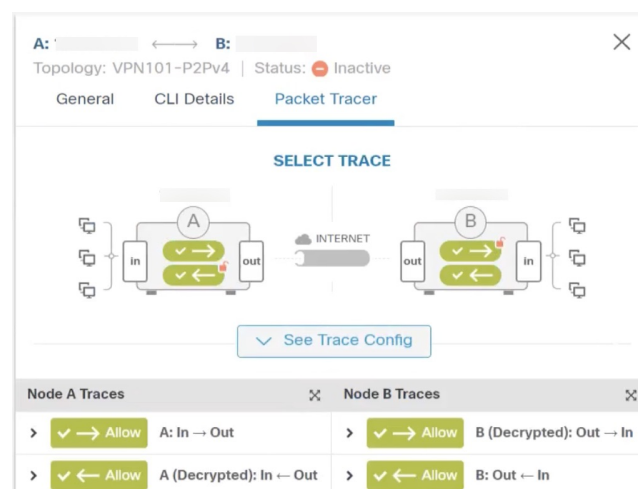 A: ⟷ B:
Topology: VPN101-P2Pv4 | Status: Inactive
General CLI Details Packet Tracer
SELECT TRACE
A B
INTERNET
in out out in
See Trace Config
Node A Traces Node B Traces
→ Allow A: In → Out → Allow B (Decrypted): Out → In
← Allow A (Decrypted): In ← Out ← Allow B: Out ← In